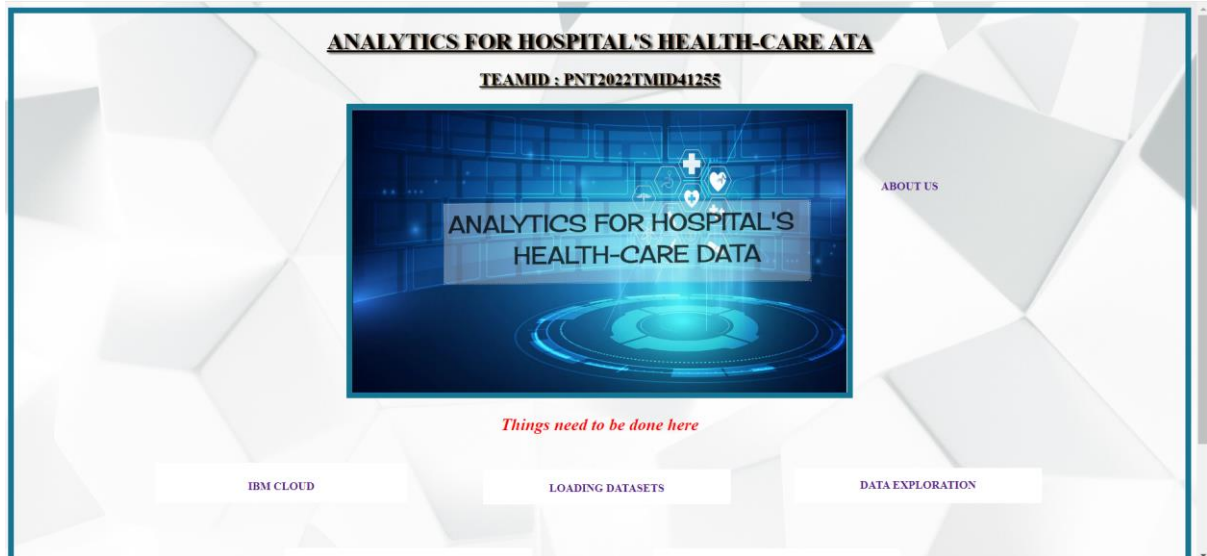 ANALYTICS FOR HOSPITAL'S HEALTH-CARE ATA
TEAMID : PNT2022TMID41255
ANALYTICS FOR HOSPITAL'S
HEALTH-CARE DATA
ABOUT US
Things need to be done here
IBM CLOUD
LOADING DATASETS
DATA EXPLORATION